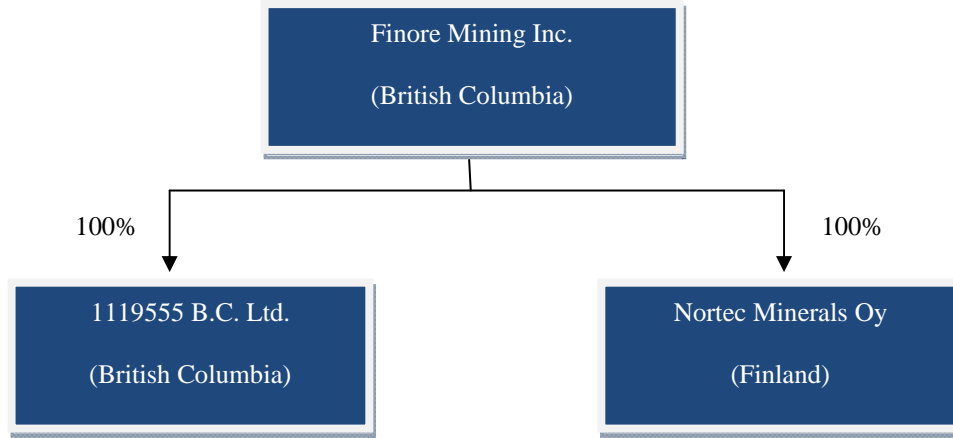 Finore Mining Inc.
(British Columbia)
100%
100%
1119555 B.C. Ltd.
(British Columbia)
Nortec Minerals Oy
(Finland)